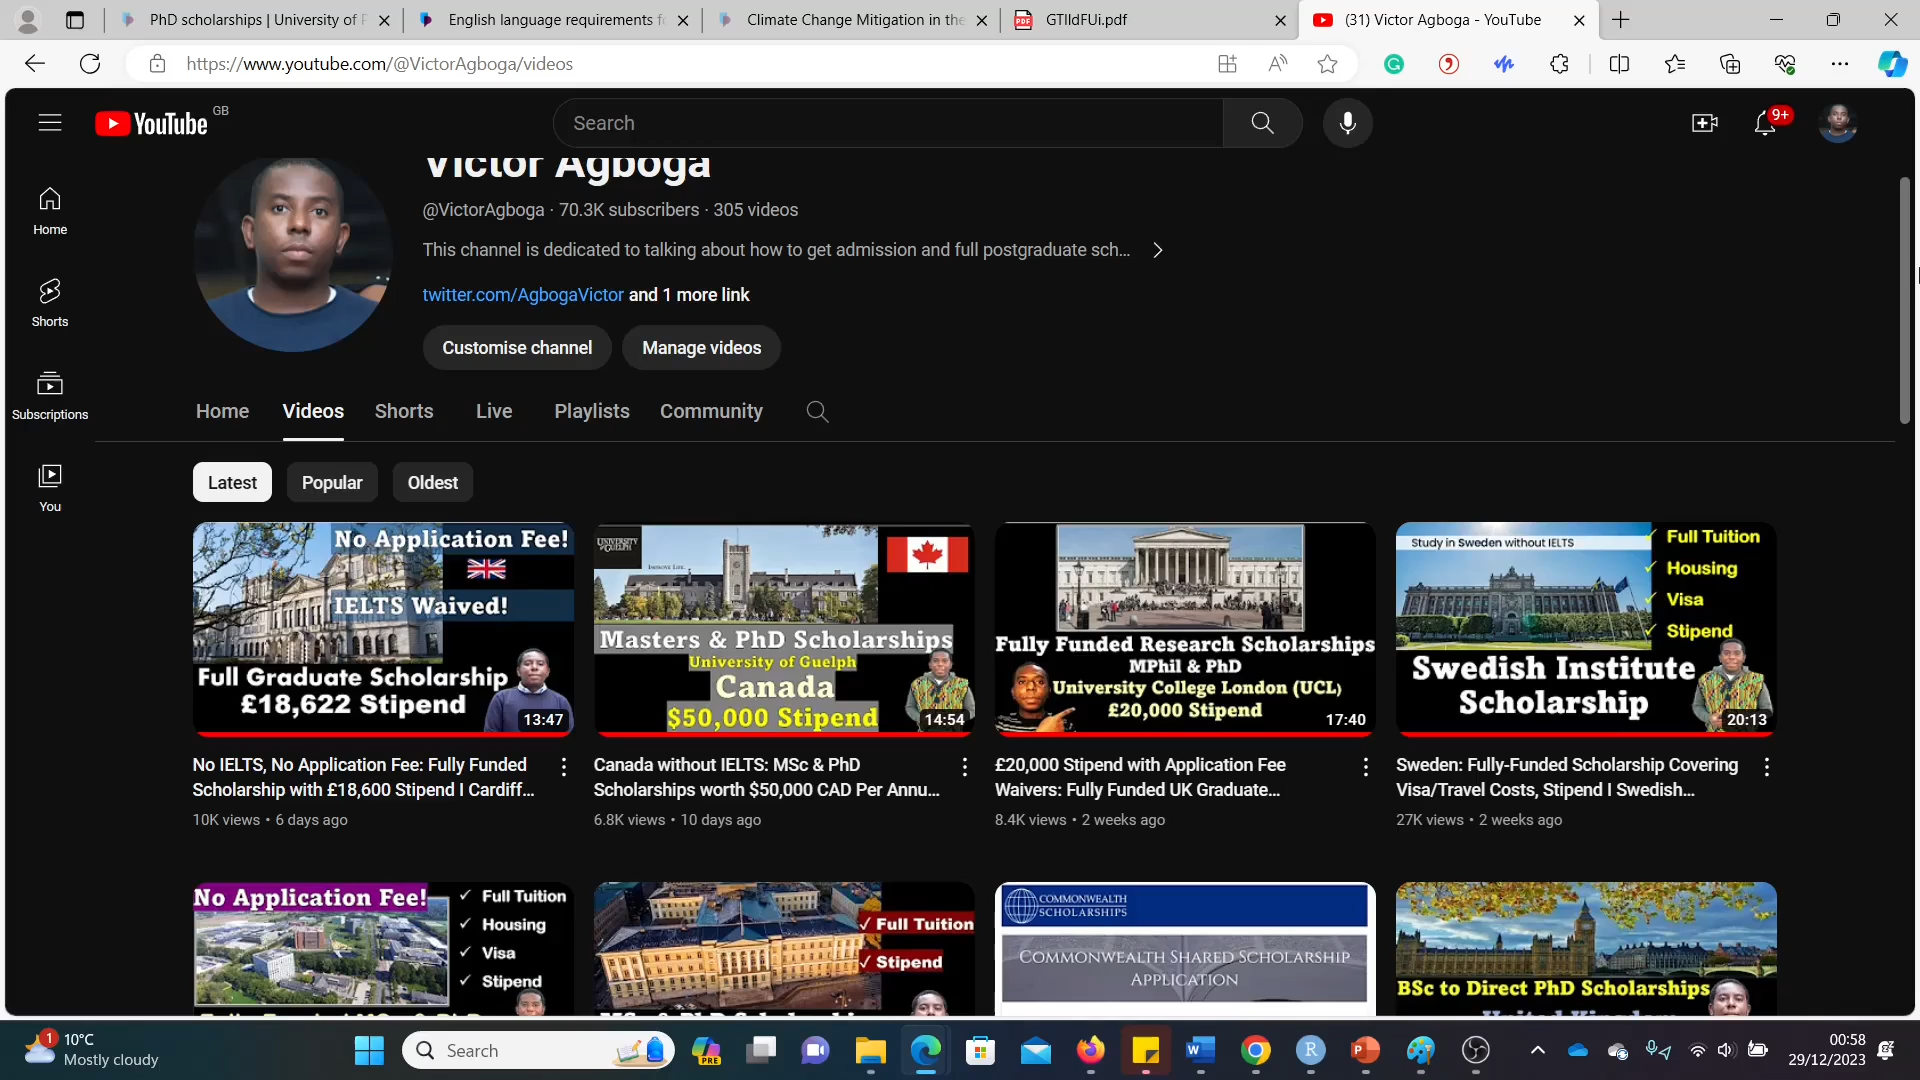 PhD scholarships | University of P
English language requirements f
Climate Change Mitigation in the
GTIldFUi.pdf
(31) Victor Agboga - YouTube
https://www.youtube.com/@VictorAgboga/videos
YouTube GB
Search
9+
Home
Shorts
Subscriptions
You
Victor Agboga
@VictorAgboga · 70.3K subscribers · 305 videos
This channel is dedicated to talking about how to get admission and full postgraduate sch...
twitter.com/AgbogaVictor and 1 more link
Customise channel
Manage videos
Home
Videos
Shorts
Live
Playlists
Community
Latest
Popular
Oldest
No Application Fee!
IELTS Waived!
Full Graduate Scholarship
£18,622 Stipend
13:47
No IELTS, No Application Fee: Fully Funded
Scholarship with £18,600 Stipend I Cardiff...
10K views • 6 days ago
UNIVERSITY
OF GUELPH
IMPROVE LIFE.
Masters & PhD Scholarships
University of Guelph
Canada
$50,000 Stipend
14:54
Canada without IELTS: MSc & PhD
Scholarships worth $50,000 CAD Per Annu...
6.8K views • 10 days ago
Fully Funded Research Scholarships
MPhil & PhD
University College London (UCL)
£20,000 Stipend
17:40
£20,000 Stipend with Application Fee
Waivers: Fully Funded UK Graduate...
8.4K views • 2 weeks ago
Study in Sweden without IELTS
✓ Full Tuition
✓ Housing
✓ Visa
✓ Stipend
Swedish Institute
Scholarship
20:13
Sweden: Fully-Funded Scholarship Covering
Visa/Travel Costs, Stipend I Swedish...
27K views • 2 weeks ago
No Application Fee!
✓ Full Tuition
✓ Housing
✓ Visa
✓ Stipend
✓ Full Tuition
✓ Stipend
COMMONWEALTH
SCHOLARSHIPS
COMMONWEALTH SHARED SCHOLARSHIP
APPLICATION
BSc to Direct PhD Scholarships
United Kingdom
1
10°C
Mostly cloudy
Search
PRE
00:58
29/12/2023